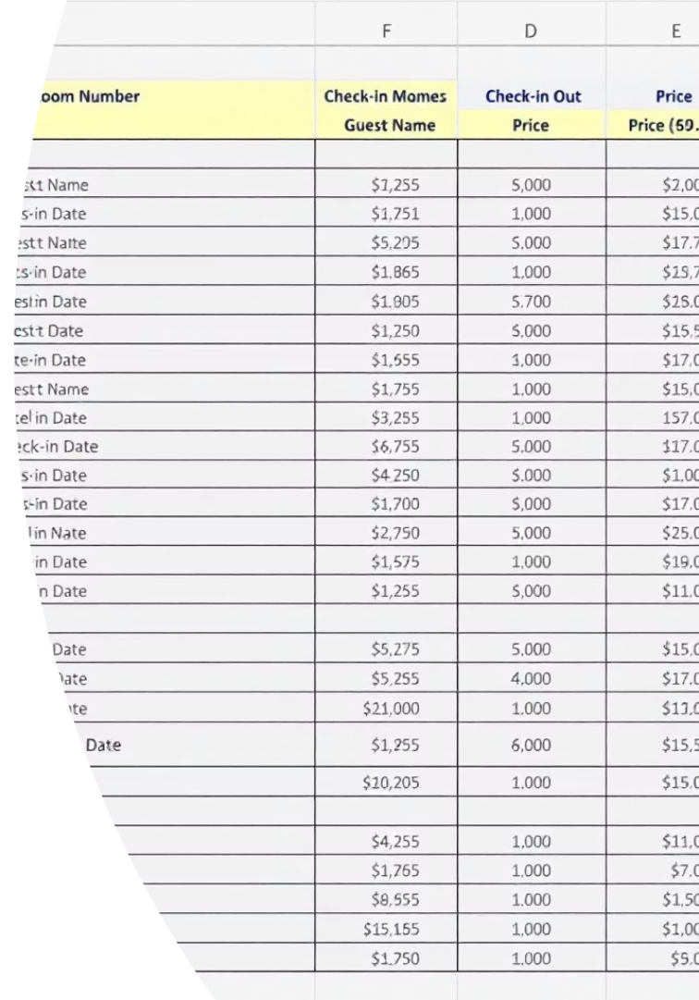 F D E
oom Number Check-in Momes Check-in Out Price
Guest Name Price Price (69.
st Name $1,255 5,000 $2,00
s-in Date $1,751 1,000 $15,0
estt Naite $5,205 5,000 $17,7
cs-in Date $1,865 1,000 $29,7
estin Date $1.805 5,700 $26.0
estt Date $1,250 5,000 $15,5
te-in Date $1,655 1,000 $17,0
estt Name $1,755 1,000 $15,0
tel in Date $3,255 1,000 157.0
eck-in Date $6,755 5,000 $17.0
s-in Date $4 250 5.000 $1,00
s-in Date $1,700 5,000 $17.0
l in Nate $2,750 5,000 $25.0
in Date $1,575 1,000 $19,0
n Date $1,255 5,000 $11,0
Date $5,275 5,000 $15,0
ate $5,255 4,000 $17.0
te $21,000 1,000 $13,0
Date $1,255 6,000 $15,5
$20,205 1,000 $15,0
$4,255 1,000 $11,0
$1,765 1,000 $7,0
$8,555 1.000 $1,50
$15,155 1,000 $1,00
$1.750 1.000 $5.0